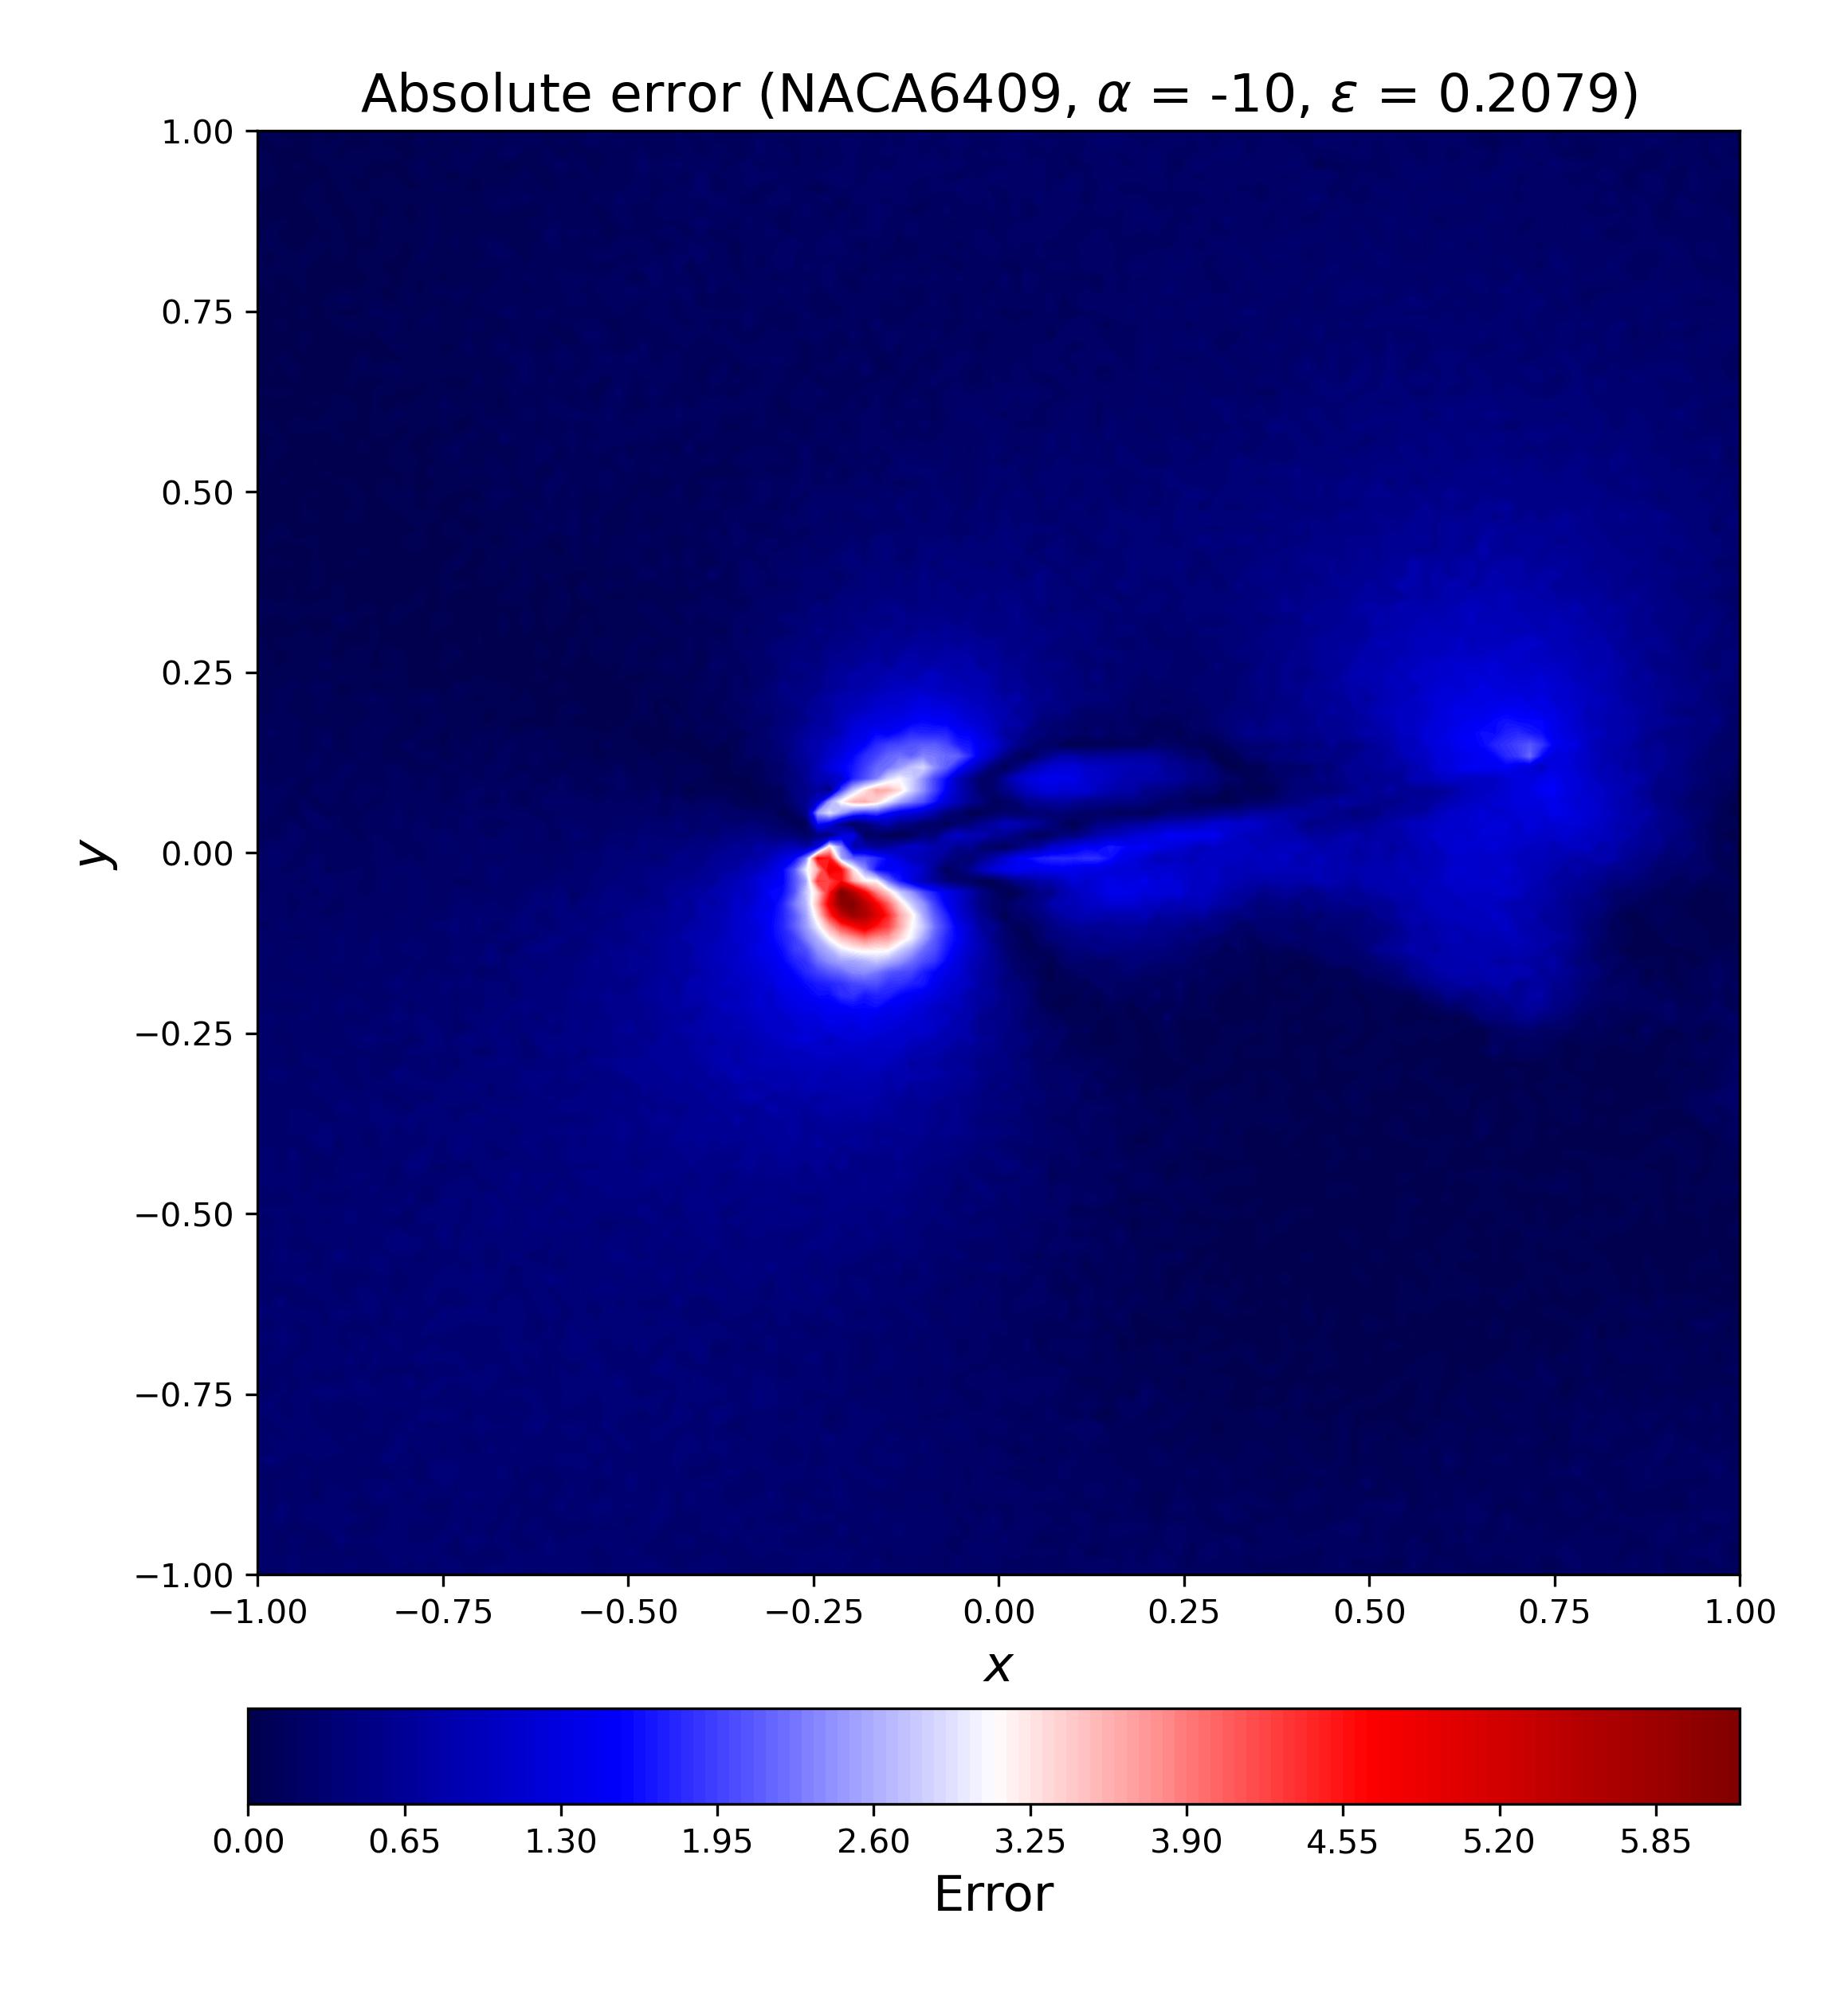 Absolute error (NACA6409, α = -10, ε = 0.2079)
1.00
0.75
0.50
0.25
0.00
−0.25
−0.50
−0.75
−1.00
y
−1.00 −0.75 −0.50 −0.25 0.00 0.25 0.50 0.75 1.00
x
0.00 0.65 1.30 1.95 2.60 3.25 3.90 4.55 5.20 5.85
Error